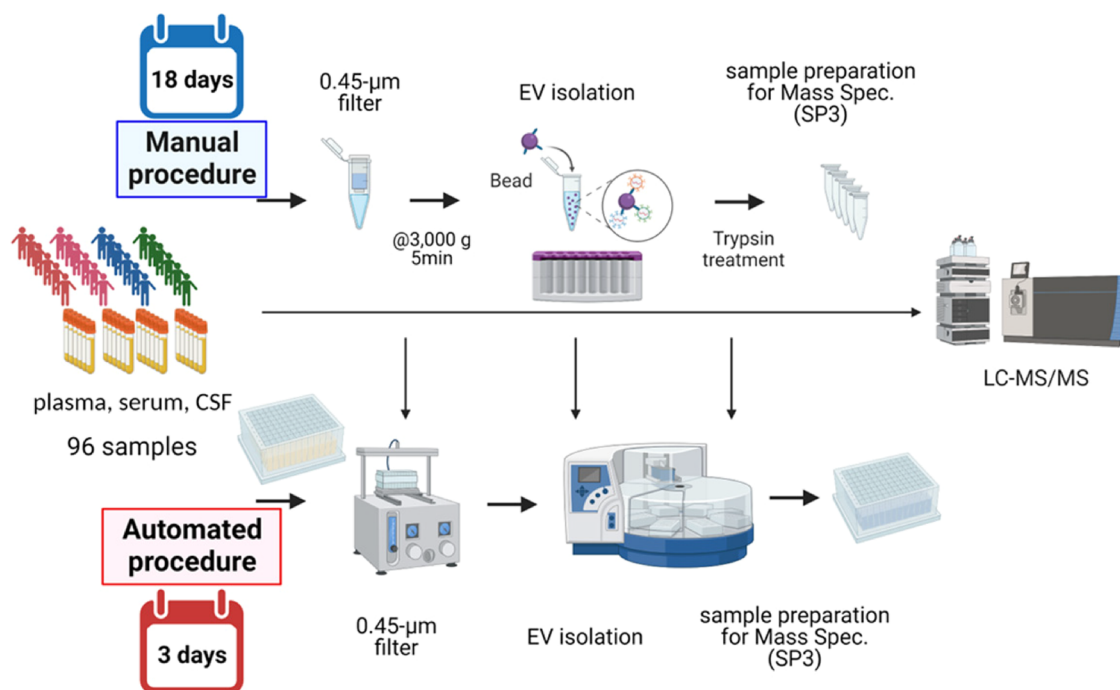 18 days
Manual
procedure
0.45-µm
filter
@3,000 g
5min
EV isolation
Bead
sample preparation
for Mass Spec.
(SP3)
Trypsin
treatment
LC-MS/MS
plasma, serum, CSF
96 samples
Automated
procedure
3 days
0.45-µm
filter
EV isolation
sample preparation
for Mass Spec.
(SP3)